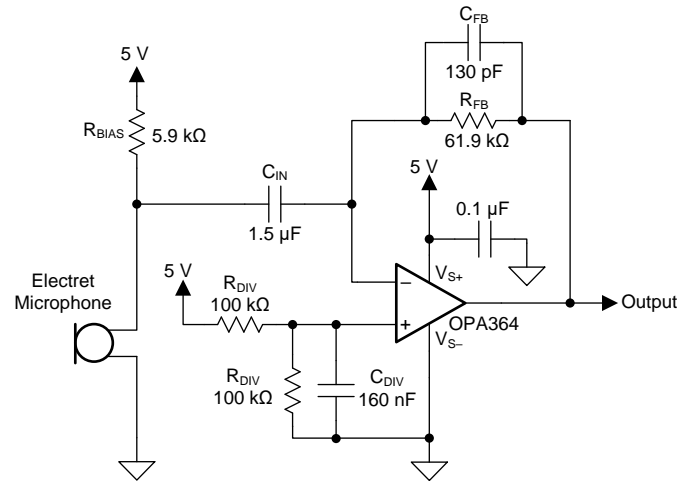 C_FB
130 pF
R_FB
61.9 kΩ
5 V
R_BIAS
5.9 kΩ
C_IN
1.5 µF
5 V
0.1 µF
V_S+
Electret
Microphone
5 V
R_DIV
100 kΩ
−
+
OPA364
V_S–
Output
R_DIV
100 kΩ
C_DIV
160 nF